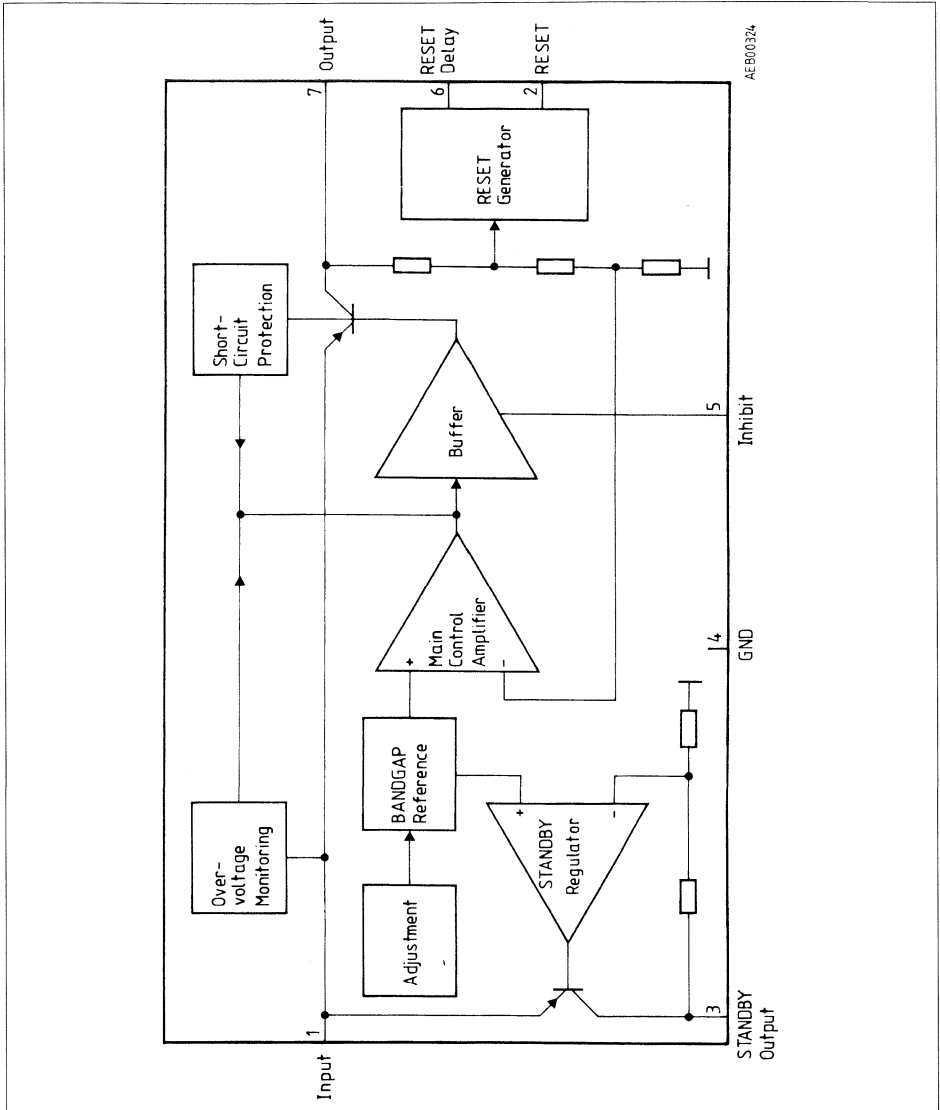 Over-
voltage
Monitoring
Short-
Circuit
Protection
1
Input
7
Output
Adjustment
BANDGAP
Reference
+
Main
Control
Amplifier
-
Buffer
RESET
Generator
6
RESET
Delay
2
RESET
+
STANDBY
Regulator
-
3
STANDBY
Output
4
GND
5
Inhibit
AEB00324